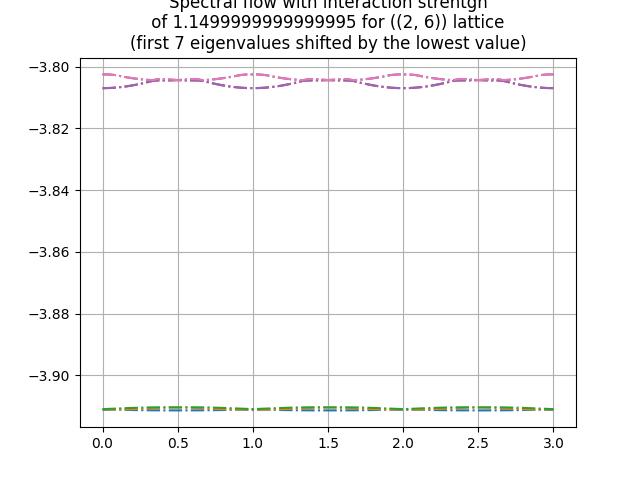 Spectral flow with interaction strength
of 1.1499999999999995 for ((2, 6)) lattice
(first 7 eigenvalues shifted by the lowest value)
−3.80
−3.82
−3.84
−3.86
−3.88
−3.90
0.0 0.5 1.0 1.5 2.0 2.5 3.0